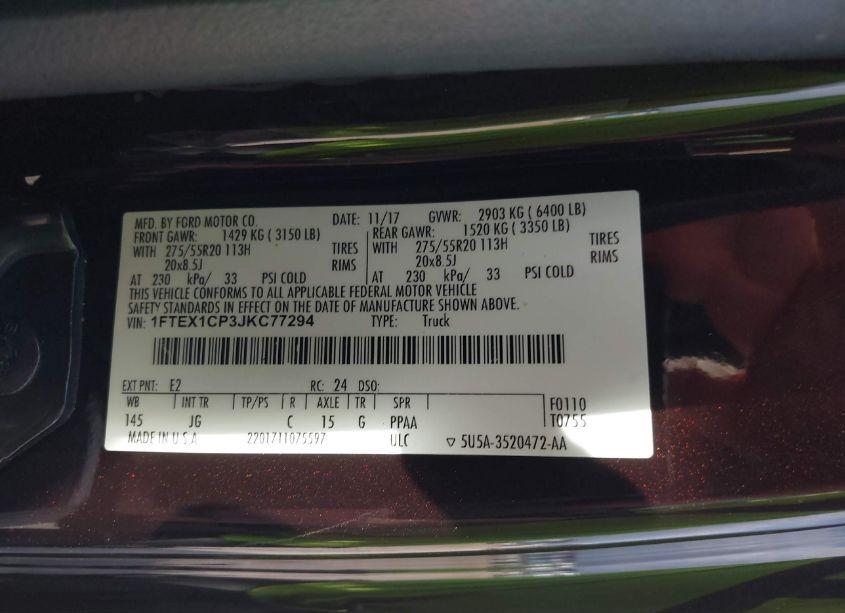 MFD. BY FORD MOTOR CO. DATE: 11/17 GVWR: 2903 KG ( 6400 LB)
FRONT GAWR: 1429 KG ( 3150 LB) REAR GAWR: 1520 KG ( 3350 LB)
WITH 275/55R20 113H TIRES WITH 275/55R20 113H TIRES
20x8.5J RIMS 20x8.5J RIMS
AT 230 kPa/ 33 PSI COLD AT 230 kPa/ 33 PSI COLD
THIS VEHICLE CONFORMS TO ALL APPLICABLE FEDERAL MOTOR VEHICLE
SAFETY STANDARDS IN EFFECT ON THE DATE OF MANUFACTURE SHOWN ABOVE.
VIN: 1FTEX1CP3JKC77294 TYPE: Truck
EXT PNT: E2 RC: 24 DSO:
WB INT TR TP/PS R AXLE TR SPR F0110
145 JG C 15 G PPAA T0755
MADE IN U.S.A 2201711075597 ULC ▽ 5U5A-3520472-AA